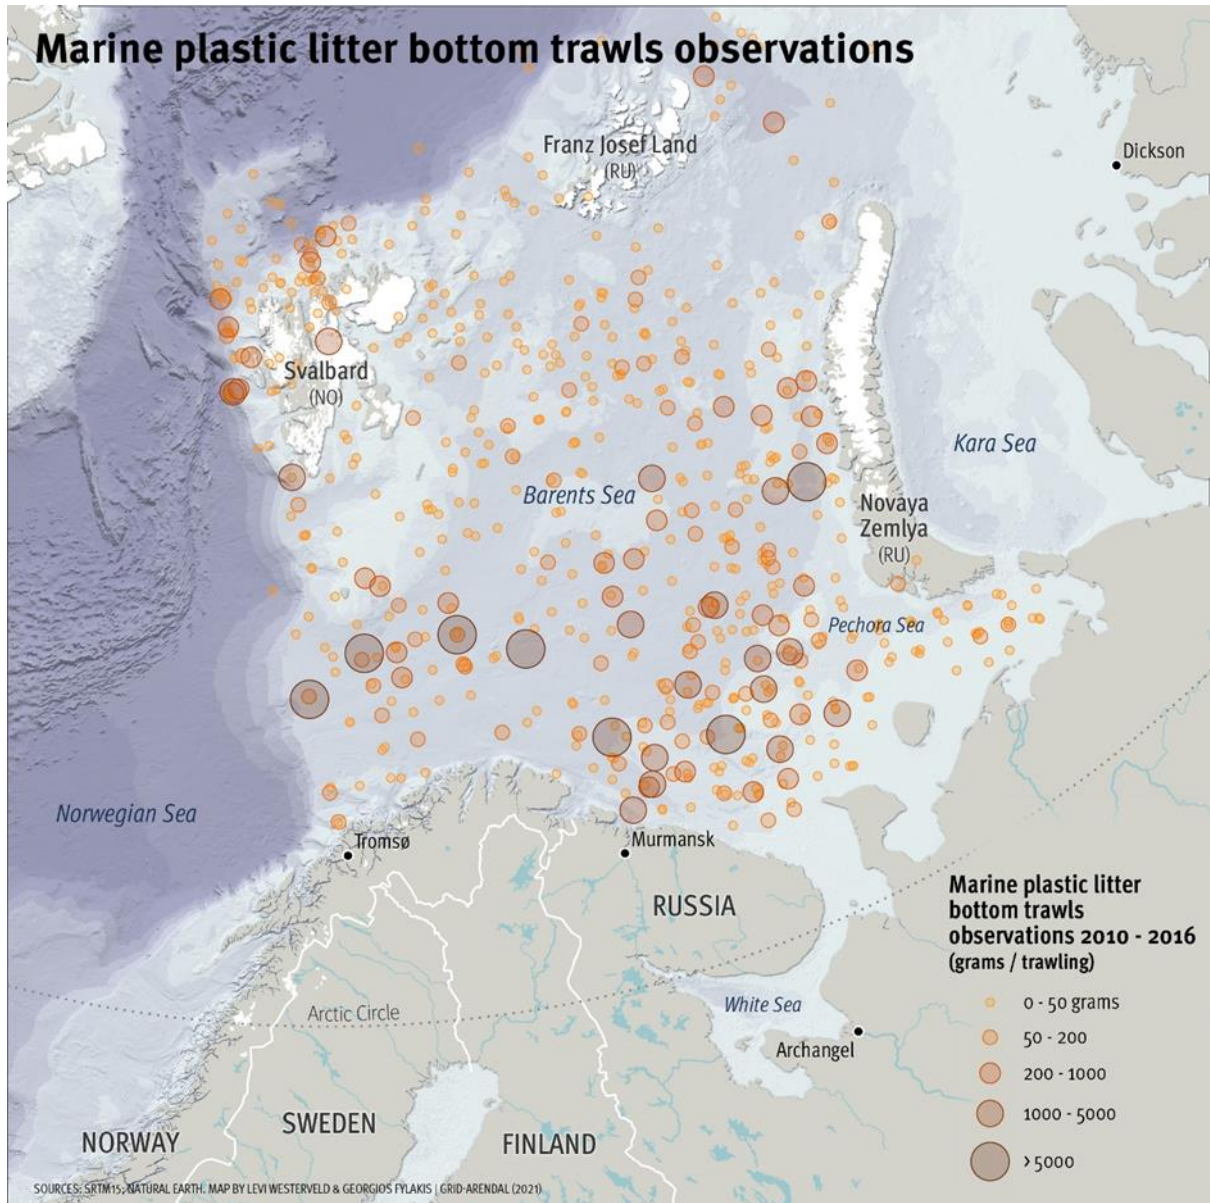 Marine plastic litter bottom trawls observations
Franz Josef Land
(RU)
Dickson
Svalbard
(NO)
Kara Sea
Barents Sea
Novaya
Zemlya
(RU)
Pechora Sea
Norwegian Sea
Tromsø
Murmansk
RUSSIA
Marine plastic litter
bottom trawls
observations 2010 - 2016
(grams / trawling)
0 - 50 grams
50 - 200
200 - 1000
1000 - 5000
> 5000
White Sea
Arctic Circle
Archangel
SWEDEN
NORWAY
FINLAND
SOURCES: SRTM15; NATURAL EARTH. MAP BY LEVI WESTERVELD & GEORGIOS FYLAKIS | GRID-ARENDAL (2021)